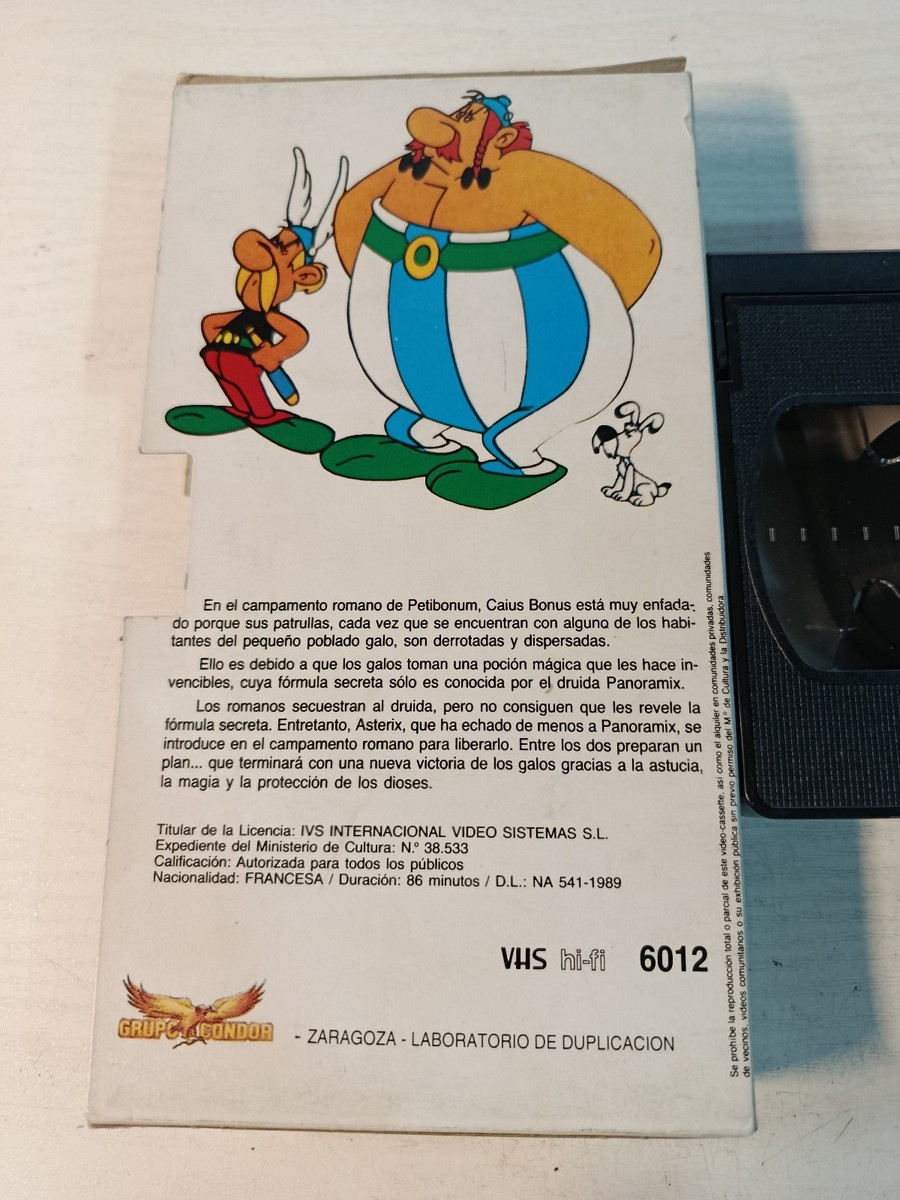 En el campamento romano de Petibonum, Caius Bonus está muy enfada-
do porque sus patrullas, cada vez que se encuentran con alguno de los habi-
tantes del pequeño poblado galo, son derrotadas y dispersadas.
Ello es debido a que los galos toman una poción mágica que les hace in-
vencibles, cuya fórmula secreta sólo es conocida por el druida Panoramix.
Los romanos secuestran al druida, pero no consiguen que les revele la
fórmula secreta. Entretanto, Asterix, que ha echado de menos a Panoramix, se
introduce en el campamento romano para liberarlo. Entre los dos preparan un
plan... que terminará con una nueva victoria de los galos gracias a la astucia,
la magia y la protección de los dioses.
Titular de la Licencia: IVS INTERNACIONAL VIDEO SISTEMAS S.L.
Expediente del Ministerio de Cultura: N.º 38.533
Calificación: Autorizada para todos los públicos
Nacionalidad: FRANCESA / Duración: 86 minutos / D.L.: NA 541-1989
VHS hi-fi 6012
GRUPO CONDOR - ZARAGOZA - LABORATORIO DE DUPLICACION
Se prohibe la reproducción total o parcial de este video-cassette, así como el alquiler en comunidades privadas, comunidades
de vecinos, videos comunitarios o su exhibición pública sin previo permiso del M.º de Cultura y la Distribuidora.